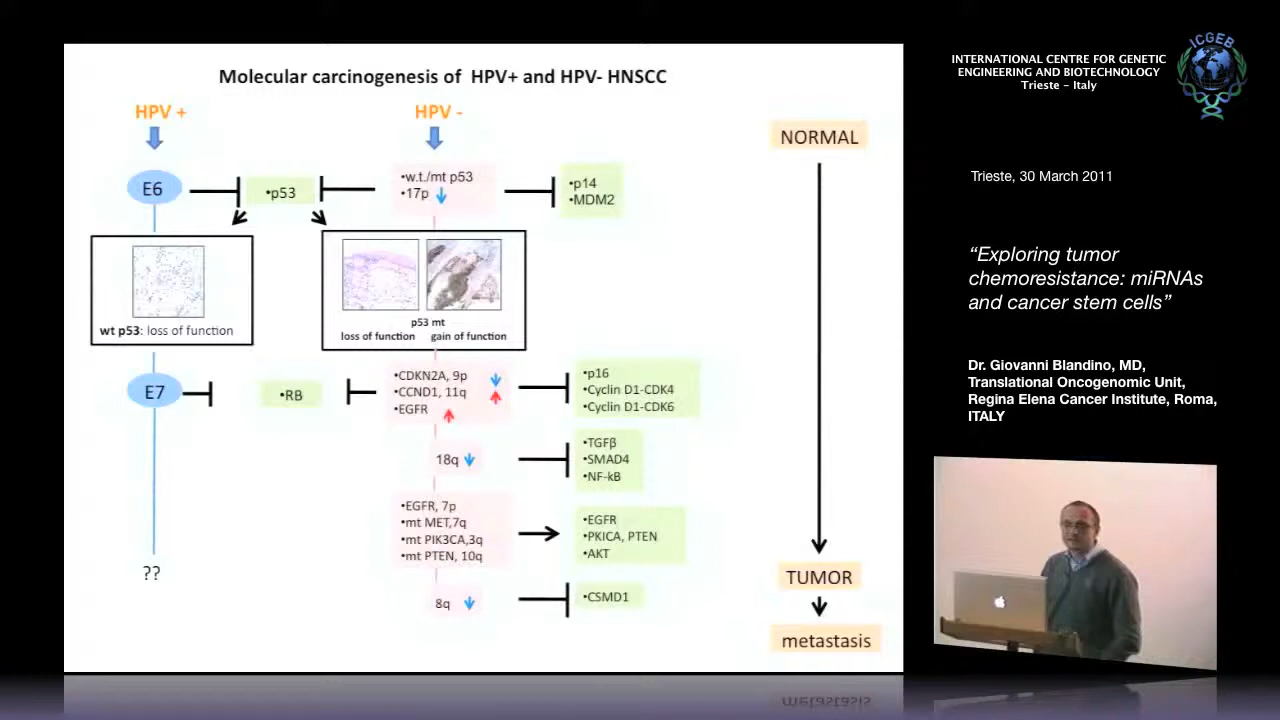 Molecular carcinogenesis of HPV+ and HPV- HNSCC
HPV +
HPV -
NORMAL
E6
•p53
•w.t./mt p53
•17p
•p14
•MDM2
wt p53: loss of function
p53 mt
loss of function gain of function
E7
•RB
•CDKN2A, 9p
•CCND1, 11q
•EGFR
•p16
•Cyclin D1-CDK4
•Cyclin D1-CDK6
18q
•TGFβ
•SMAD4
•NF-kB
•EGFR, 7p
•mt MET,7q
•mt PIK3CA,3q
•mt PTEN, 10q
•EGFR
•PKICA, PTEN
•AKT
??
8q
•CSMD1
TUMOR
metastasis
INTERNATIONAL CENTRE FOR GENETIC
ENGINEERING AND BIOTECHNOLOGY
Trieste – Italy
ICGEB
Trieste, 30 March 2011
“Exploring tumor
chemoresistance: miRNAs
and cancer stem cells”
Dr. Giovanni Blandino, MD,
Translational Oncogenomic Unit,
Regina Elena Cancer Institute, Roma,
ITALY